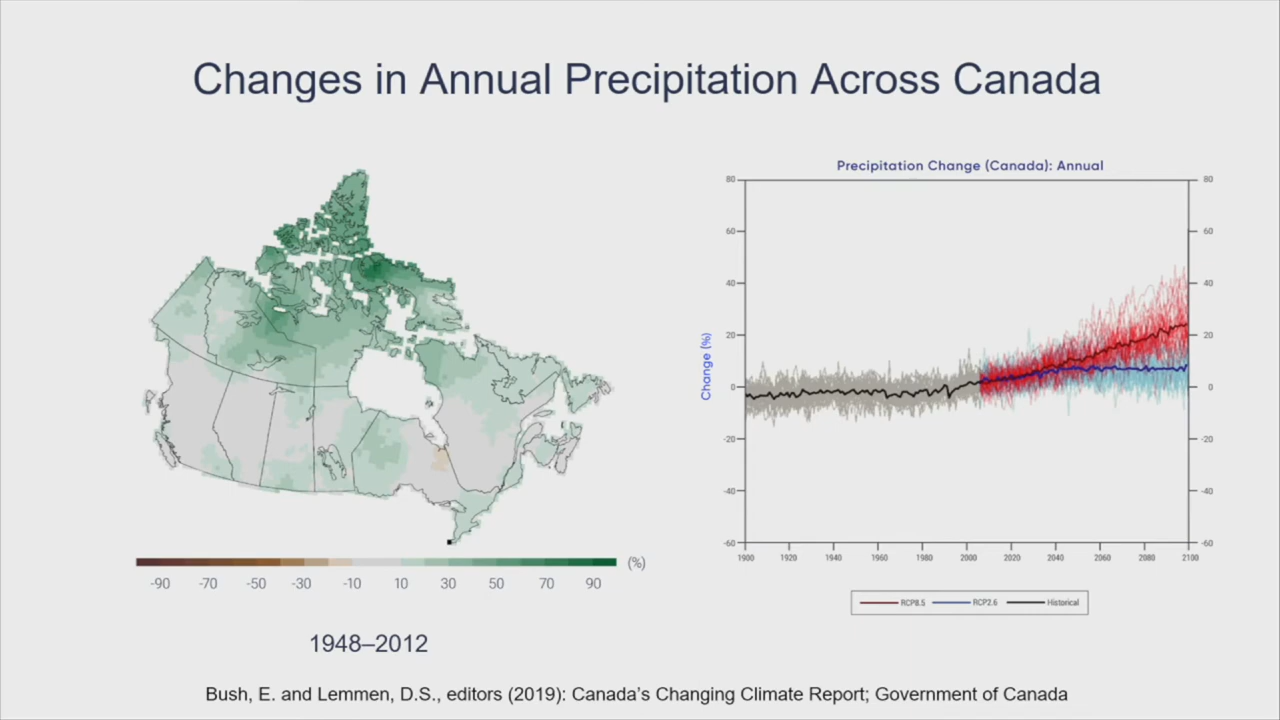 Changes in Annual Precipitation Across Canada
Precipitation Change (Canada): Annual
80
60
40
20
0
-20
-40
-60
80
60
40
20
0
-20
-40
-60
Change (%)
1900 1920 1940 1960 1980 2000 2020 2040 2060 2080 2100
RCP8.5 RCP2.6 Historical
(%)
-90 -70 -50 -30 -10 10 30 50 70 90
1948–2012
Bush, E. and Lemmen, D.S., editors (2019): Canada's Changing Climate Report; Government of Canada